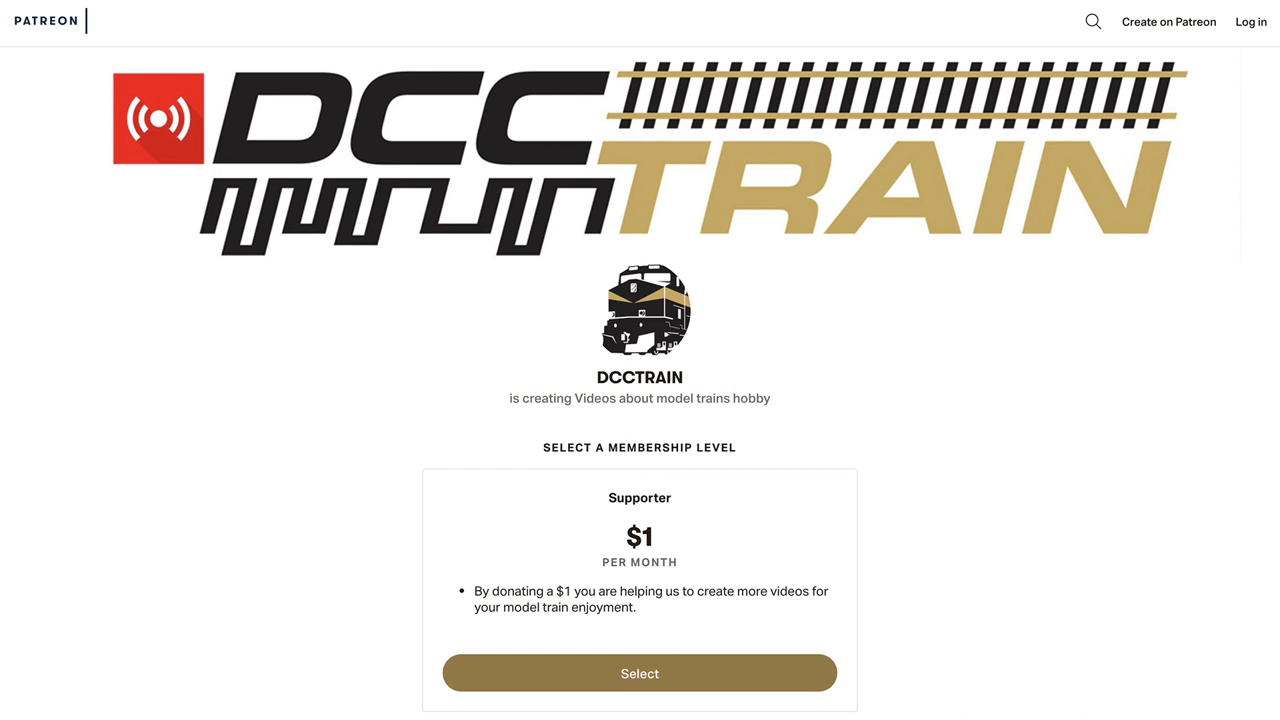 PATREON
Create on Patreon
Log in
DCC
TRAIN
DCCTRAIN
is creating Videos about model trains hobby
SELECT A MEMBERSHIP LEVEL
Supporter
$1
PER MONTH
• By donating a $1 you are helping us to create more videos for
your model train enjoyment.
Select